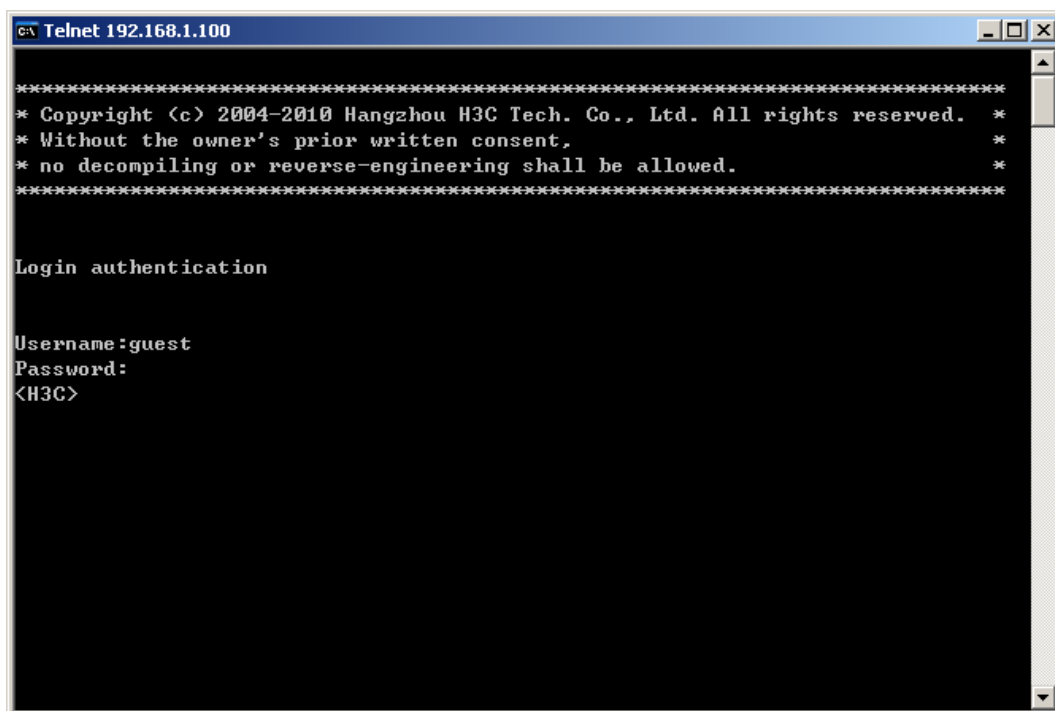 Telnet 192.168.1.100
******************************************************************************
* Copyright (c) 2004-2010 Hangzhou H3C Tech. Co., Ltd. All rights reserved.  *
* Without the owner's prior written consent,                                 *
* no decompiling or reverse-engineering shall be allowed.                    *
******************************************************************************
Login authentication
Username:guest
Password:
<H3C>